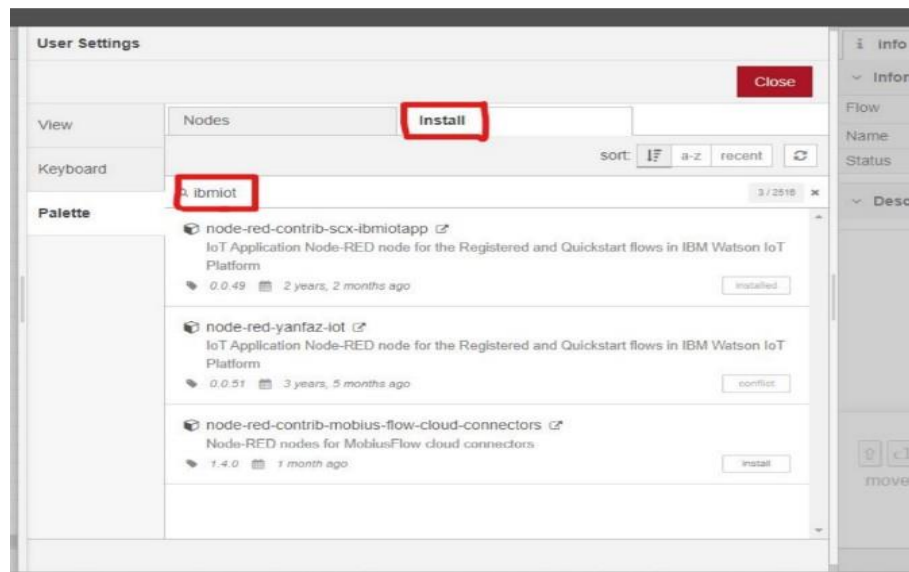 User Settings
Close
View
Keyboard
Palette
Nodes
Install
sort: a-z recent
ibmiot
3 / 2516
node-red-contrib-scx-ibmiotapp
IoT Application Node-RED node for the Registered and Quickstart flows in IBM Watson IoT
Platform
0.0.49 2 years, 2 months ago
installed
node-red-yanfaz-iot
IoT Application Node-RED node for the Registered and Quickstart flows in IBM Watson IoT
Platform
0.0.51 3 years, 5 months ago
conflict
node-red-contrib-mobius-flow-cloud-connectors
Node-RED nodes for MobiusFlow cloud connectors
1.4.0 1 month ago
install
i info
Infor
Flow
Name
Status
Desc
move